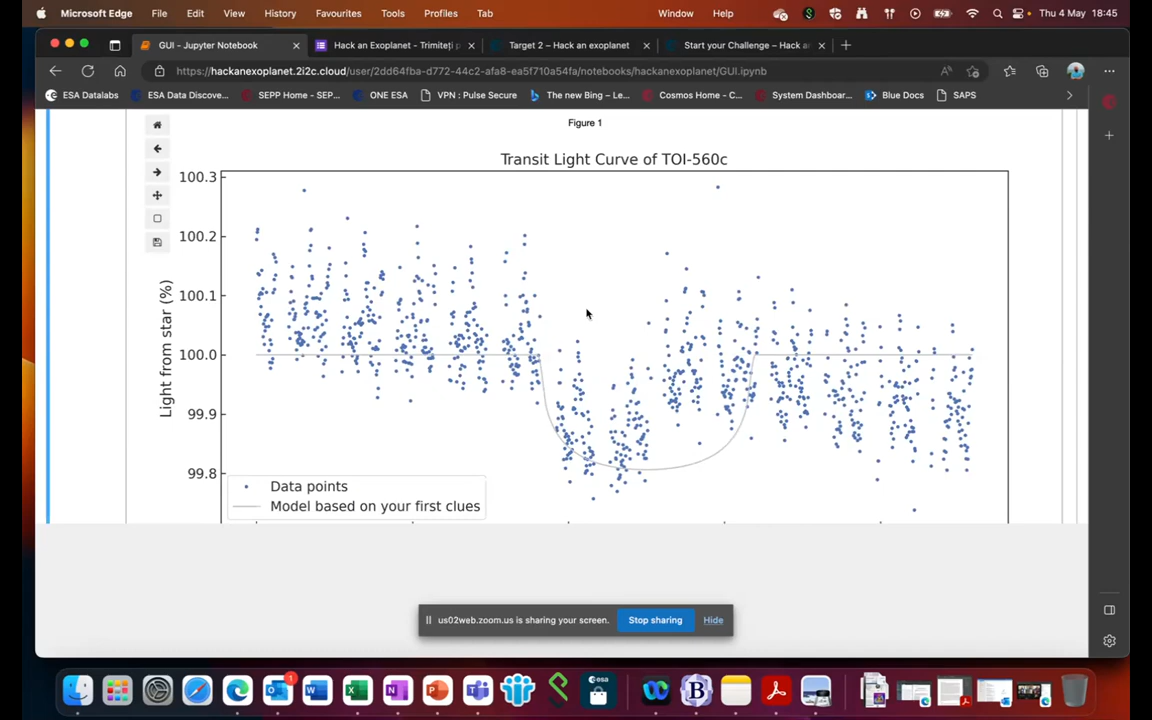 Microsoft Edge File Edit View History Favourites Tools Profiles Tab Window Help Thu 4 May 18:45
GUI - Jupyter Notebook Hack an Exoplanet - Trimiteți p Target 2 – Hack an exoplanet Start your Challenge – Hack a
https://hackanexoplanet.2i2c.cloud/user/2dd64fba-d772-44c2-afa8-ea5f710a54fa/notebooks/hackanexoplanet/GUI.ipynb
ESA Datalabs ESA Data Discove... SEPP Home - SEP... ONE ESA VPN : Pulse Secure The new Bing – Le... Cosmos Home - C... System Dashboar... Blue Docs SAPS
Figure 1
Transit Light Curve of TOI-560c
100.3
100.2
100.1
100.0
99.9
99.8
Light from star (%)
Data points
Model based on your first clues
us02web.zoom.us is sharing your screen. Stop sharing Hide
esa
1